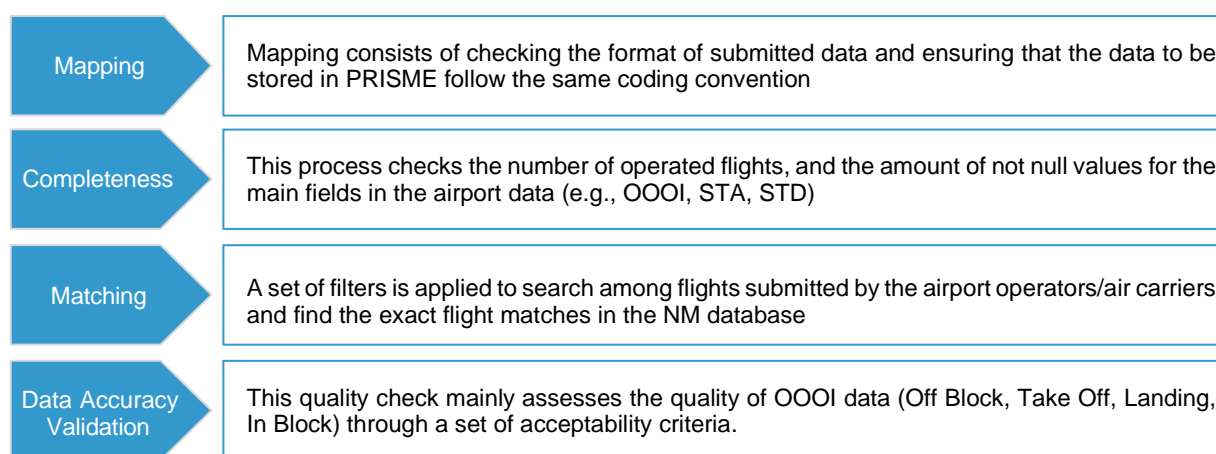 Mapping
Mapping consists of checking the format of submitted data and ensuring that the data to be
stored in PRISME follow the same coding convention
Completeness
This process checks the number of operated flights, and the amount of not null values for the
main fields in the airport data (e.g., OOOI, STA, STD)
Matching
A set of filters is applied to search among flights submitted by the airport operators/air carriers
and find the exact flight matches in the NM database
Data Accuracy
Validation
This quality check mainly assesses the quality of OOOI data (Off Block, Take Off, Landing,
In Block) through a set of acceptability criteria.